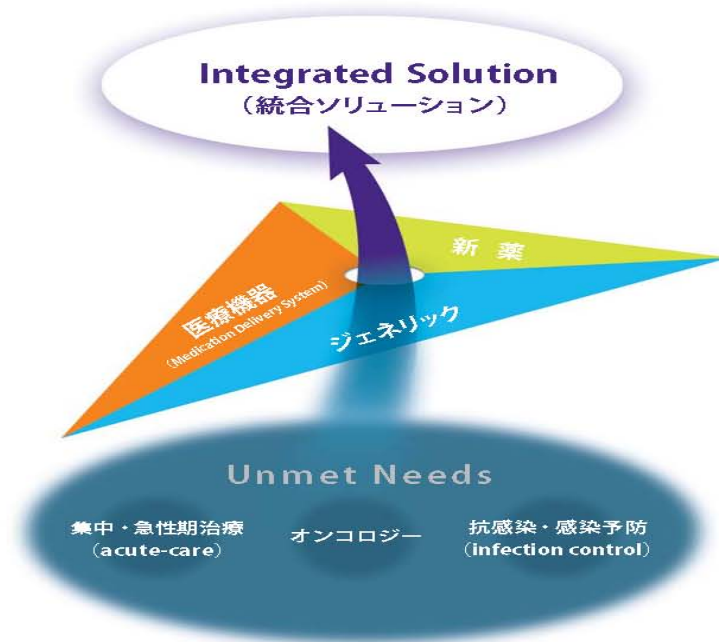 Integrated Solution
（統合ソリューション）
新 薬
医療機器
（Medication Delivery System）
ジェネリック
Unmet Needs
集中・急性期治療
（acute-care）
オンコロジー
抗感染・感染予防
（infection control）